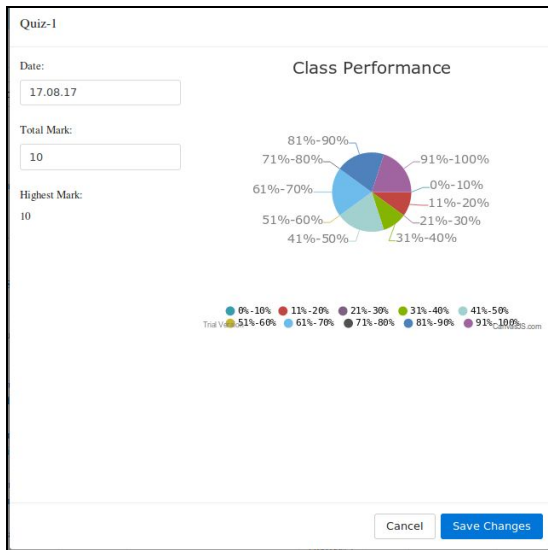 Quiz-1
Date:
17.08.17
Total Mark:
10
Highest Mark:
10
Class Performance
81%-90%
71%-80%
91%-100%
61%-70%
0%-10%
11%-20%
51%-60%
21%-30%
41%-50%
31%-40%
0%-10% 11%-20% 21%-30% 31%-40% 41%-50%
51%-60% 61%-70% 71%-80% 81%-90% 91%-100%
Trial
CanvasJS.com
Cancel
Save Changes